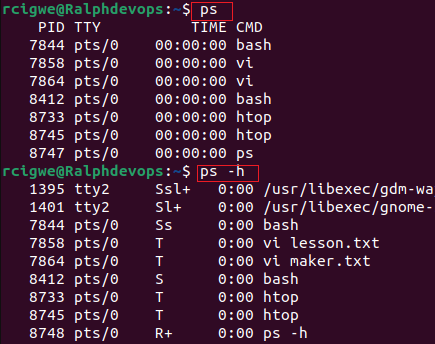 rcigwe@Ralphdevops:~$ ps
PID TTY TIME CMD
7844 pts/0 00:00:00 bash
7858 pts/0 00:00:00 vi
7864 pts/0 00:00:00 vi
8412 pts/0 00:00:00 bash
8733 pts/0 00:00:00 htop
8745 pts/0 00:00:00 htop
8747 pts/0 00:00:00 ps
rcigwe@Ralphdevops:~$ ps -h
1395 tty2 Ssl+ 0:00 /usr/libexec/gdm-wa
1401 tty2 Sl+ 0:00 /usr/libexec/gnome-
7844 pts/0 Ss 0:00 bash
7858 pts/0 T 0:00 vi lesson.txt
7864 pts/0 T 0:00 vi maker.txt
8412 pts/0 S 0:00 bash
8733 pts/0 T 0:00 htop
8745 pts/0 T 0:00 htop
8748 pts/0 R+ 0:00 ps -h